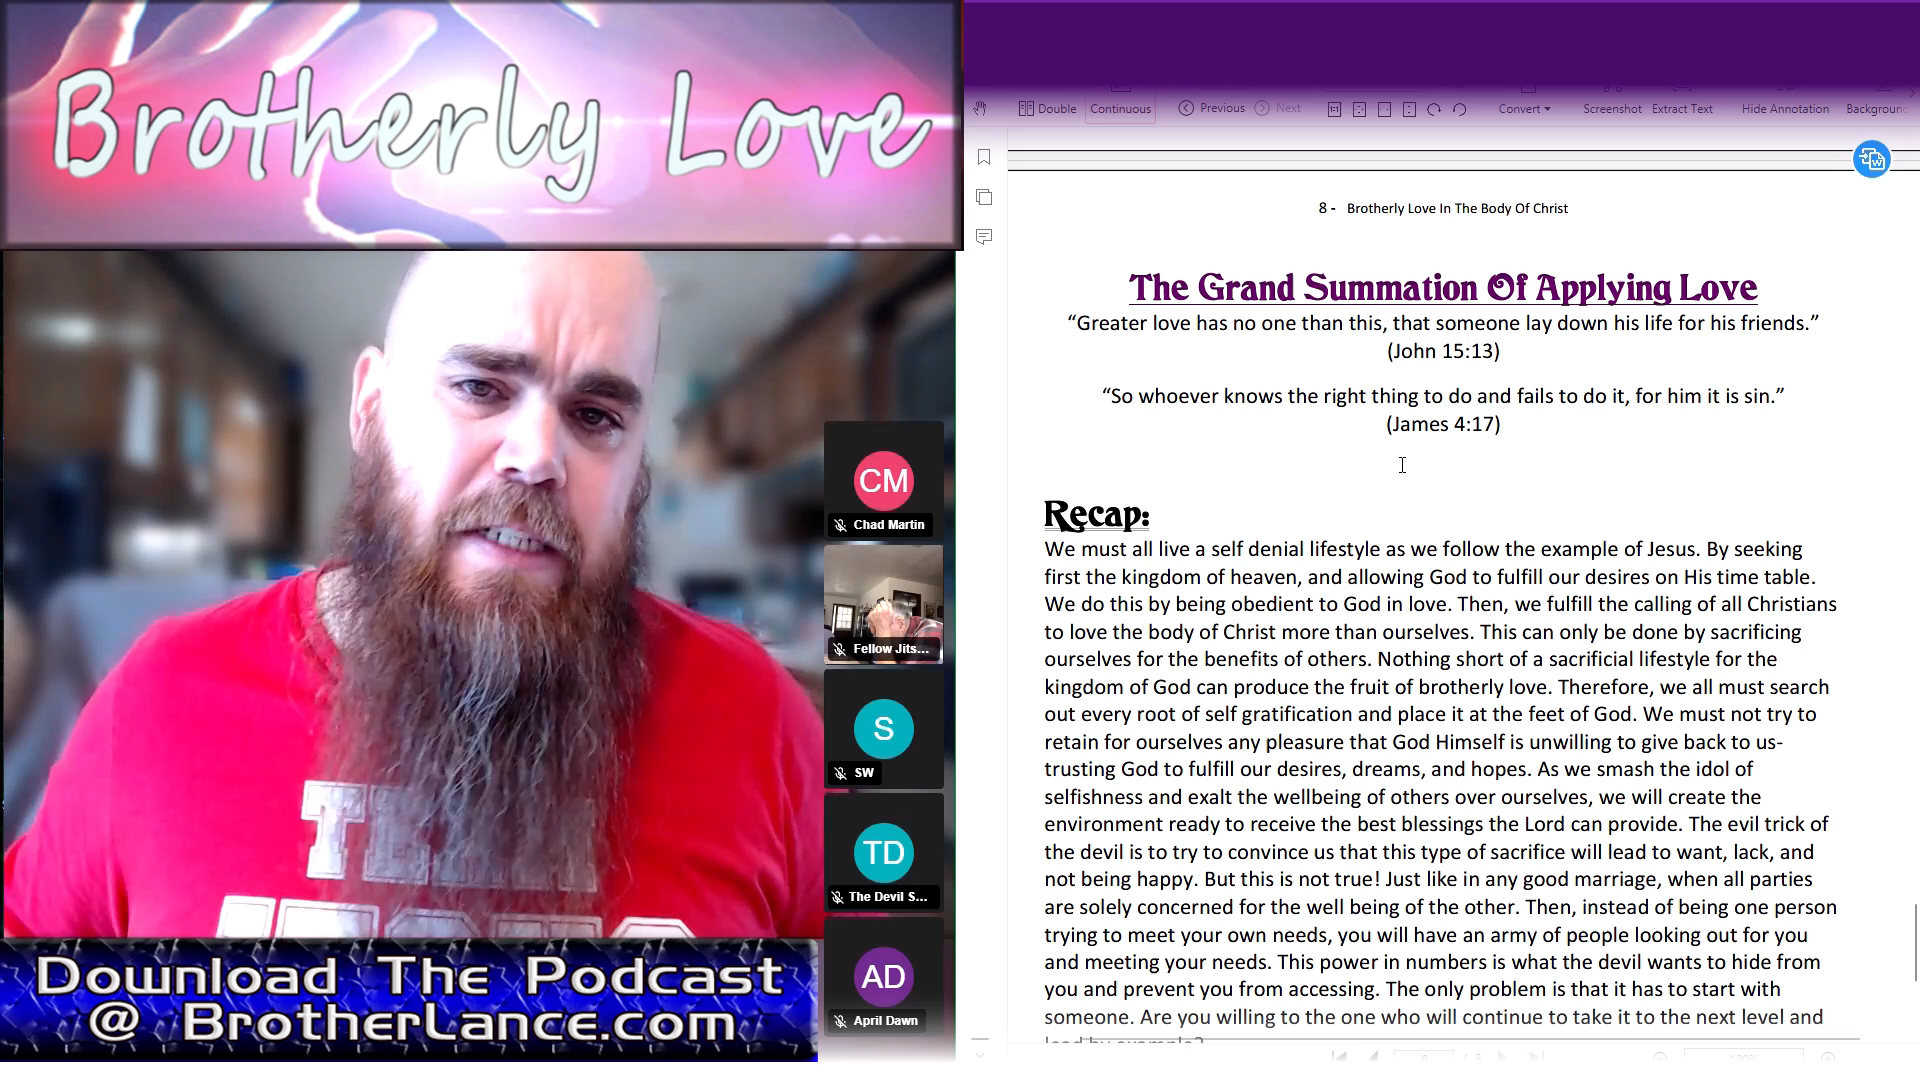 Brotherly Love
Double
Continuous
Previous
Next
Convert
Screenshot
Extract Text
Hide Annotation
Background
8 - Brotherly Love In The Body Of Christ
The Grand Summation Of Applying Love
“Greater love has no one than this, that someone lay down his life for his friends.”
(John 15:13)
“So whoever knows the right thing to do and fails to do it, for him it is sin.”
(James 4:17)
Recap:
We must all live a self denial lifestyle as we follow the example of Jesus. By seeking
first the kingdom of heaven, and allowing God to fulfill our desires on His time table.
We do this by being obedient to God in love. Then, we fulfill the calling of all Christians
to love the body of Christ more than ourselves. This can only be done by sacrificing
ourselves for the benefits of others. Nothing short of a sacrificial lifestyle for the
kingdom of God can produce the fruit of brotherly love. Therefore, we all must search
out every root of self gratification and place it at the feet of God. We must not try to
retain for ourselves any pleasure that God Himself is unwilling to give back to us-
trusting God to fulfill our desires, dreams, and hopes. As we smash the idol of
selfishness and exalt the wellbeing of others over ourselves, we will create the
environment ready to receive the best blessings the Lord can provide. The evil trick of
the devil is to try to convince us that this type of sacrifice will lead to want, lack, and
not being happy. But this is not true! Just like in any good marriage, when all parties
are solely concerned for the well being of the other. Then, instead of being one person
trying to meet your own needs, you will have an army of people looking out for you
and meeting your needs. This power in numbers is what the devil wants to hide from
you and prevent you from accessing. The only problem is that it has to start with
someone. Are you willing to the one who will continue to take it to the next level and
lead by example?
CM
Chad Martin
Fellow Jits...
S
SW
TD
The Devil S...
AD
April Dawn
Download The Podcast
@ BrotherLance.com